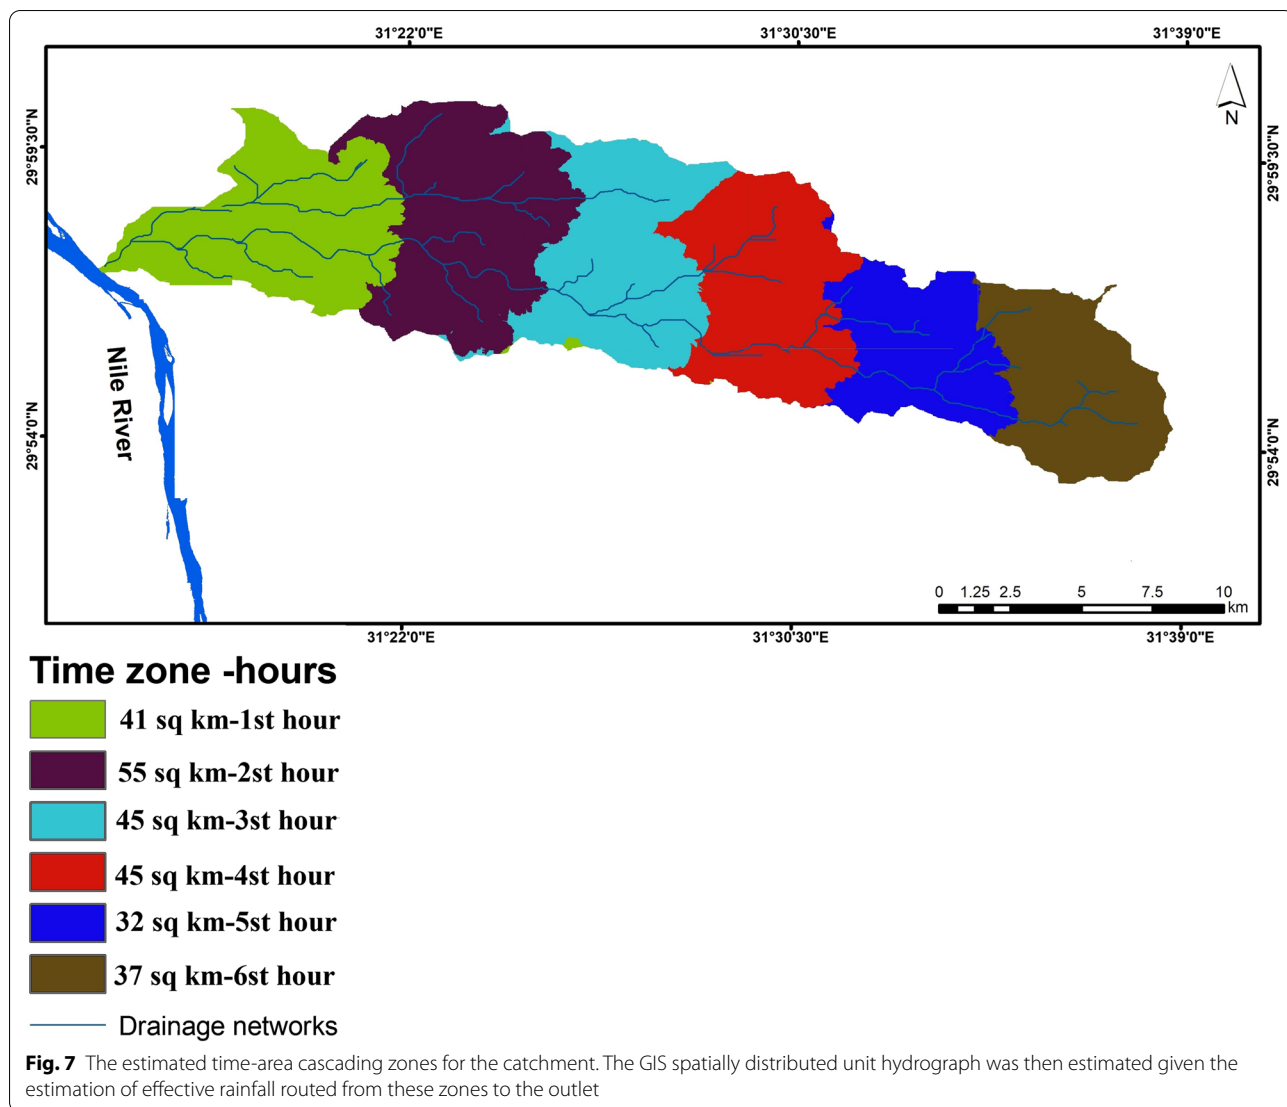 31°22'0"E 31°30'30"E 31°39'0"E
29°59'30"N
29°59'30"N
N
Nile River
29°54'0"N
29°54'0"N
0 1.25 2.5 5 7.5 10
km
31°22'0"E 31°30'30"E 31°39'0"E
Time zone -hours
41 sq km-1st hour
55 sq km-2st hour
45 sq km-3st hour
45 sq km-4st hour
32 sq km-5st hour
37 sq km-6st hour
Drainage networks
Fig. 7 The estimated time-area cascading zones for the catchment. The GIS spatially distributed unit hydrograph was then estimated given the
estimation of effective rainfall routed from these zones to the outlet